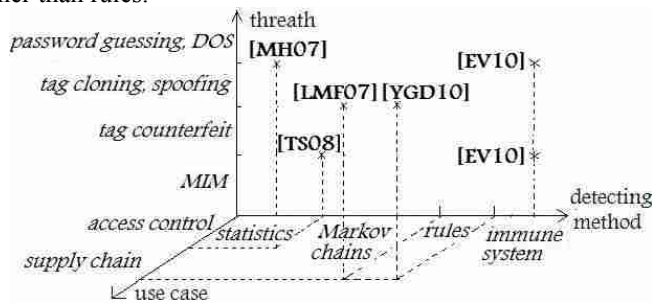 ner than rules.
threath
password guessing, DOS
[MH07]
[EV10]
tag cloning, spoofing
[LMF07] [YGD10]
tag counterfeit
[TS08]
[EV10]
MIM
detecting
method
access control
statistics
Markov
chains
rules
immune
system
supply chain
use case